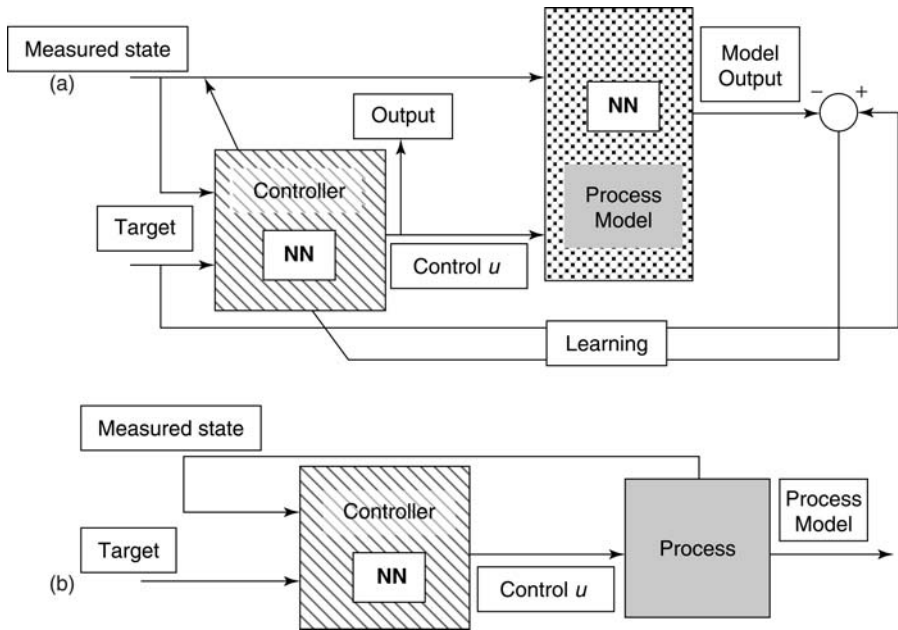 Measured state
(a)
Model
Output
− +
NN
Output
Controller
Process
Model
Target
NN
Control u
Learning
Measured state
Controller
Process
Model
Target
Process
NN
(b)
Control u